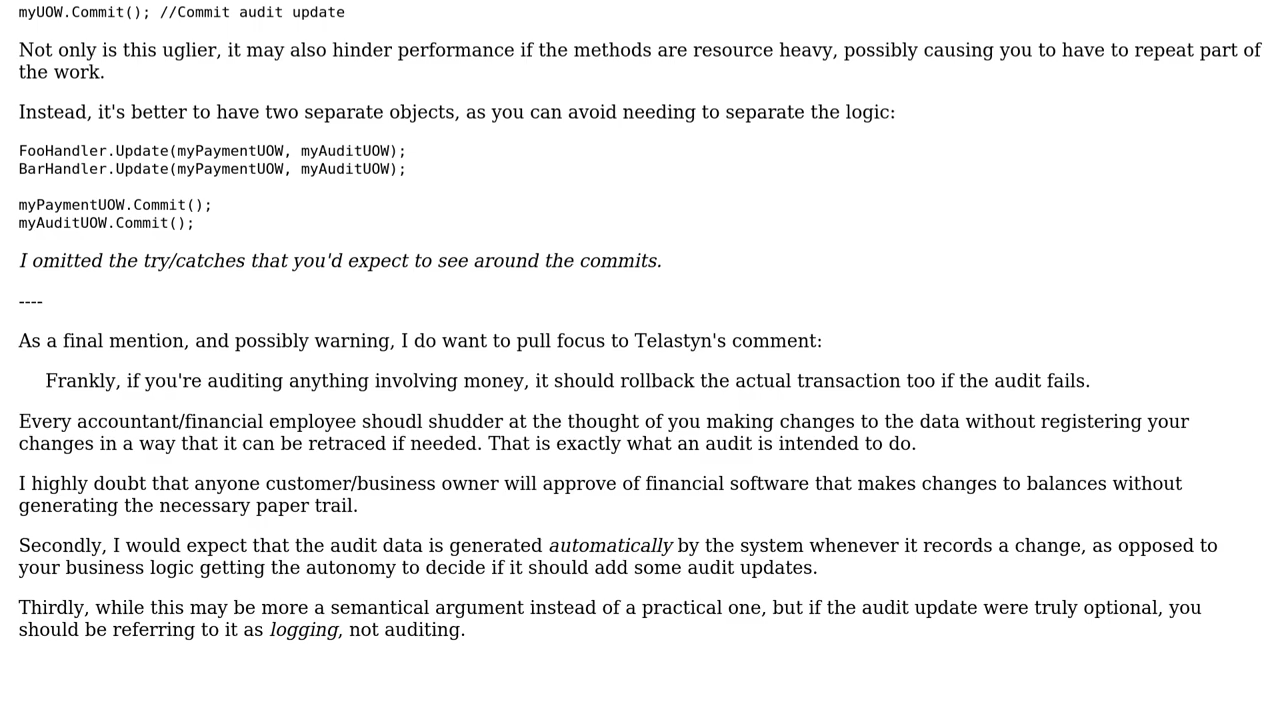 myUOW.Commit(); //Commit audit update
Not only is this uglier, it may also hinder performance if the methods are resource heavy, possibly causing you to have to repeat part of
the work.
Instead, it's better to have two separate objects, as you can avoid needing to separate the logic:
FooHandler.Update(myPaymentUOW, myAuditUOW);
BarHandler.Update(myPaymentUOW, myAuditUOW);
myPaymentUOW.Commit();
myAuditUOW.Commit();
I omitted the try/catches that you'd expect to see around the commits.
----
As a final mention, and possibly warning, I do want to pull focus to Telastyn's comment:
Frankly, if you're auditing anything involving money, it should rollback the actual transaction too if the audit fails.
Every accountant/financial employee shoudl shudder at the thought of you making changes to the data without registering your
changes in a way that it can be retraced if needed. That is exactly what an audit is intended to do.
I highly doubt that anyone customer/business owner will approve of financial software that makes changes to balances without
generating the necessary paper trail.
Secondly, I would expect that the audit data is generated automatically by the system whenever it records a change, as opposed to
your business logic getting the autonomy to decide if it should add some audit updates.
Thirdly, while this may be more a semantical argument instead of a practical one, but if the audit update were truly optional, you
should be referring to it as logging, not auditing.